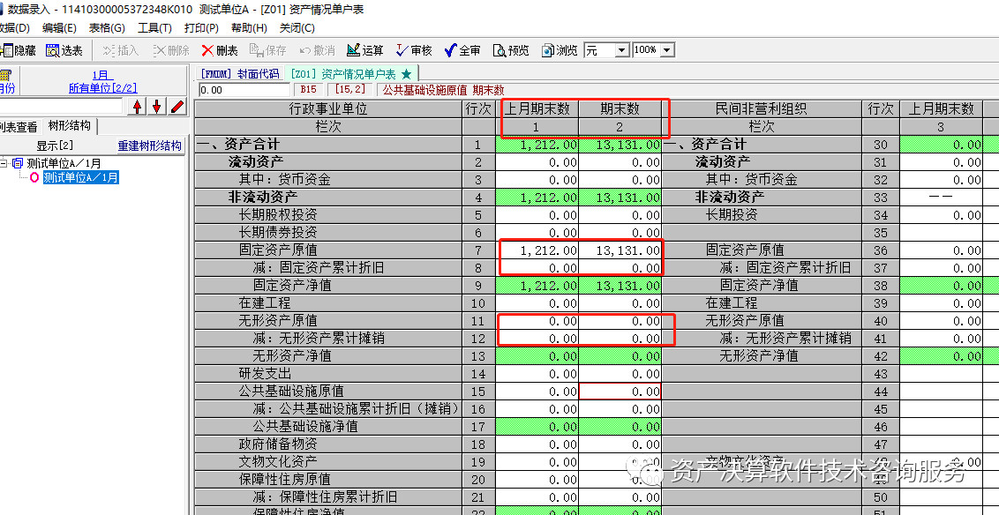 数据录入 - 11410300005372348K010 测试单位A - [Z01] 资产情况单户表
数据(D) 编辑(E) 表格(G) 工具(T) 打印(P) 帮助(H) 关闭(C)
隐藏 选表 插入 删除 删表 保存 撤消 运算 审核 全审 预览 浏览 元 100%
月份 1月
所有单位[2/2]
列表查看 树形结构
显示[2] 重建树形结构
测试单位A/1月
测试单位A/1月
[FMDM] 封面代码 [Z01] 资产情况单户表 ★
0.00 B15 [15,2] 公共基础设施原值 期末数
行政事业单位 行次 上月期末数 期末数 民间非营利组织 行次 上月期末数
栏次 1 2 栏次 3
一、资产合计 1 1,212.00 13,131.00 一、资产合计 30 0.00
流动资产 2 0.00 0.00 流动资产 31 0.00
其中：货币资金 3 0.00 0.00 其中：货币资金 32 0.00
非流动资产 4 1,212.00 13,131.00 非流动资产 33 ——
长期股权投资 5 0.00 0.00 长期投资 34 0.00
长期债券投资 6 0.00 0.00 35
固定资产原值 7 1,212.00 13,131.00 固定资产原值 36 0.00
减：固定资产累计折旧 8 0.00 0.00 减：固定资产累计折旧 37 0.00
固定资产净值 9 1,212.00 13,131.00 固定资产净值 38 0.00
在建工程 10 0.00 0.00 在建工程 39 0.00
无形资产原值 11 0.00 0.00 无形资产原值 40 0.00
减：无形资产累计摊销 12 0.00 0.00 减：无形资产累计摊销 41 0.00
无形资产净值 13 0.00 0.00 无形资产净值 42 0.00
研发支出 14 0.00 0.00 43
公共基础设施原值 15 0.00 0.00 44
减：公共基础设施累计折旧（摊销） 16 0.00 0.00 45
公共基础设施净值 17 0.00 0.00 46
政府储备物资 18 0.00 0.00 47
文物文化资产 19 0.00 0.00 文物文化资产 0.00
保障性住房原值 20 0.00 0.00
减：保障性住房累计折旧 21 0.00 0.00 50
保障性住房净值 22 51
资产决算软件技术咨询服务